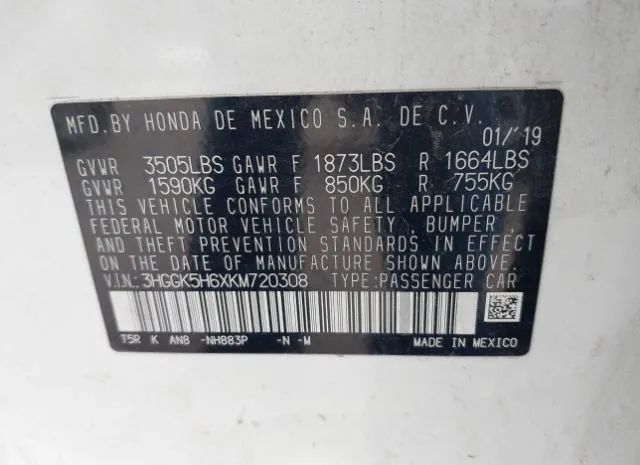 MFD.BY HONDA DE MEXICO S.A. DE C.V.
01/'19
GVWR 3505LBS GAWR F 1873LBS R 1664LBS
GVWR 1590KG GAWR F 850KG R 755KG
THIS VEHICLE CONFORMS TO ALL APPLICABLE
FEDERAL MOTOR VEHICLE SAFETY , BUMPER ,
AND THEFT PREVENTION STANDARDS IN EFFECT
ON THE DATE OF MANUFACTURE SHOWN ABOVE.
V.I.N.:3HGGK5H6XKM720308 TYPE:PASSENGER CAR
T5R K AN8 -NH883P -N -M
MADE IN MEXICO